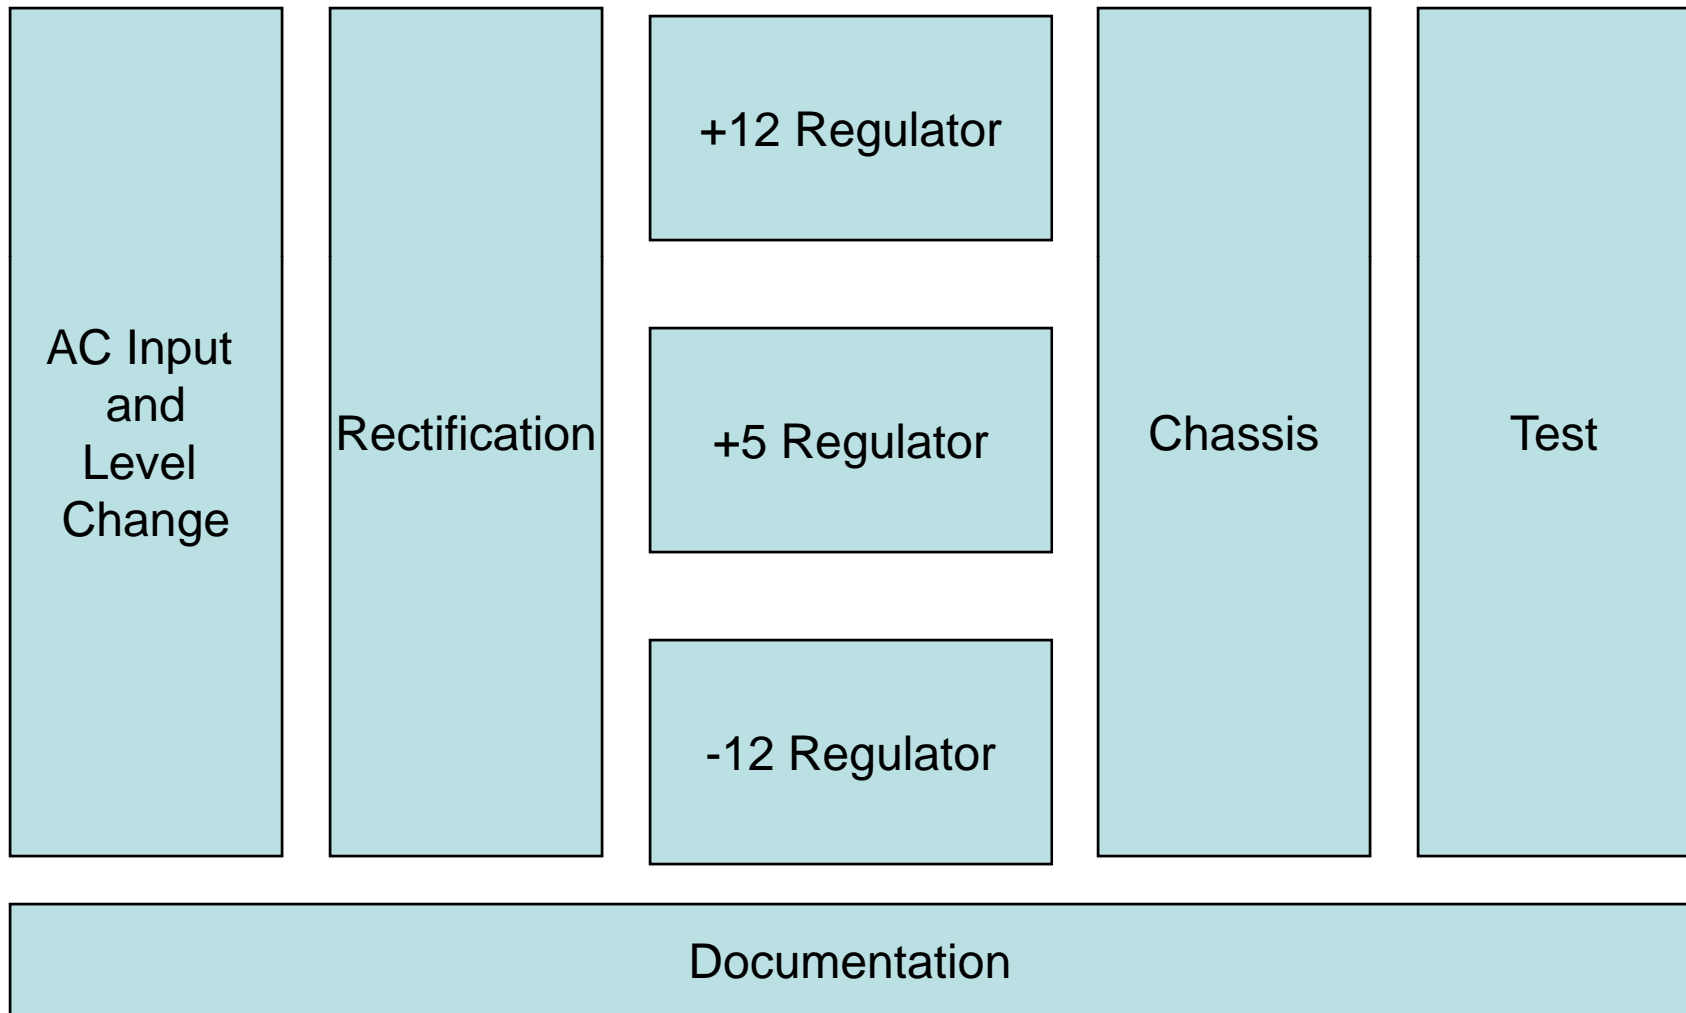 AC Input
and
Level
Change
Rectification
+12 Regulator
+5 Regulator
-12 Regulator
Chassis
Test
Documentation